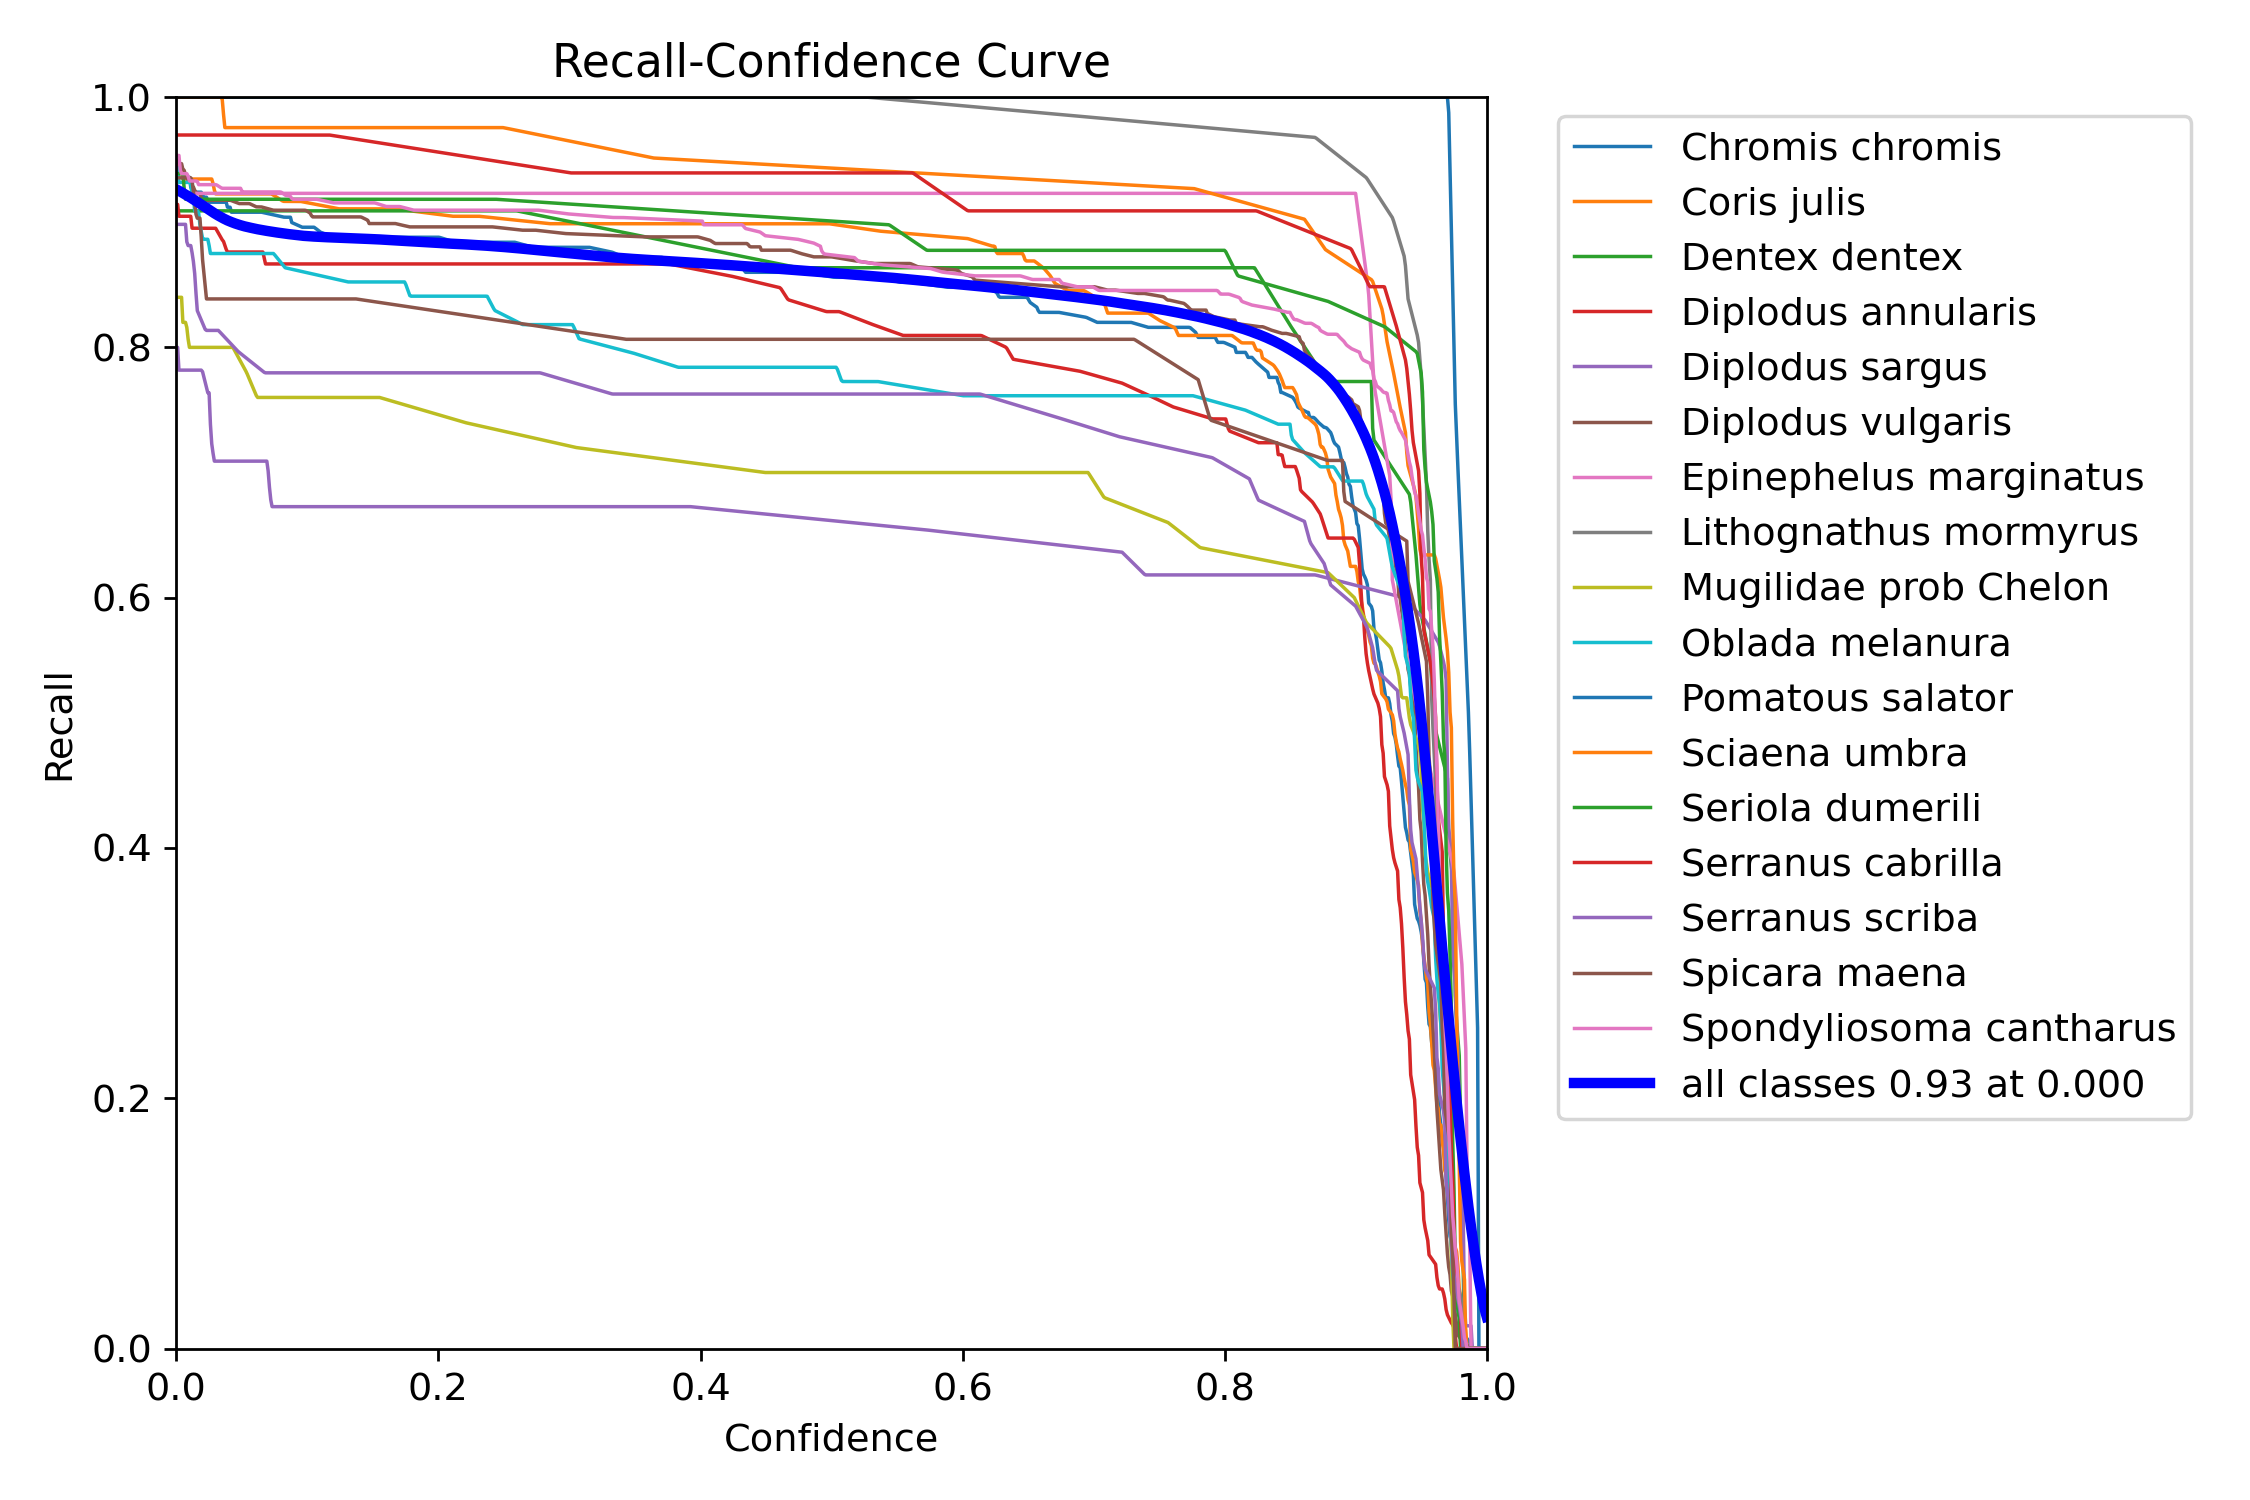 Recall-Confidence Curve
1.0
0.8
0.6
0.4
0.2
0.0
Recall
0.0 0.2 0.4 0.6 0.8 1.0
Confidence
Chromis chromis
Coris julis
Dentex dentex
Diplodus annularis
Diplodus sargus
Diplodus vulgaris
Epinephelus marginatus
Lithognathus mormyrus
Mugilidae prob Chelon
Oblada melanura
Pomatous salator
Sciaena umbra
Seriola dumerili
Serranus cabrilla
Serranus scriba
Spicara maena
Spondyliosoma cantharus
all classes 0.93 at 0.000